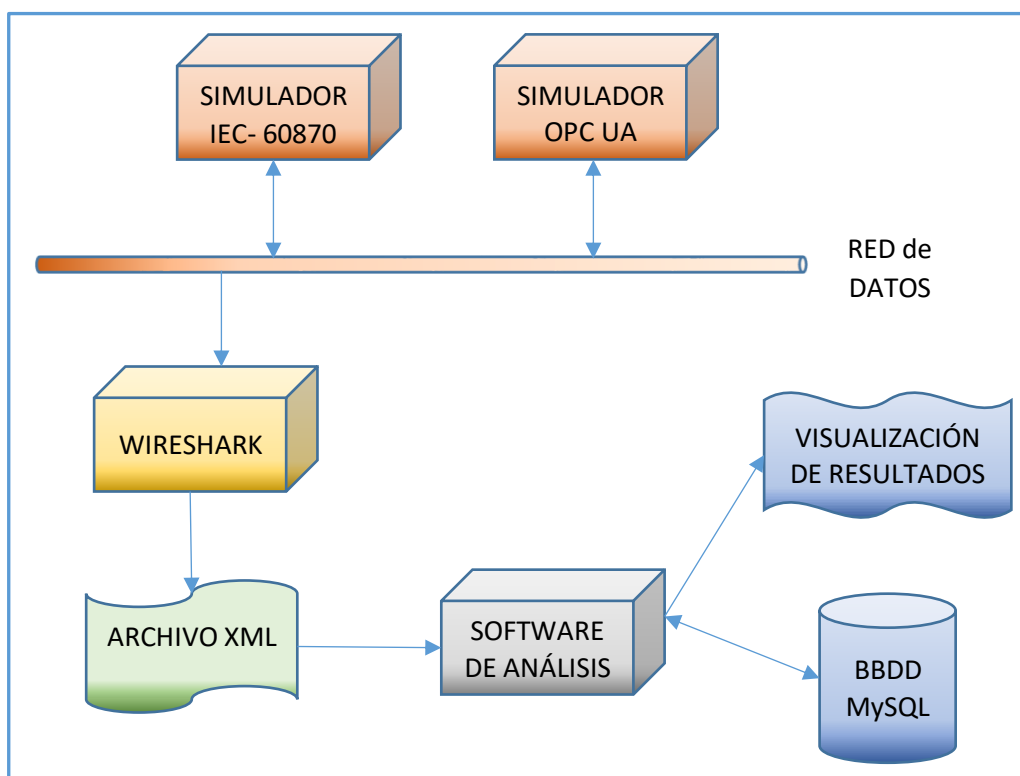 SIMULADOR
IEC- 60870
SIMULADOR
OPC UA
RED de
DATOS
WIRESHARK
VISUALIZACIÓN
DE RESULTADOS
ARCHIVO XML
SOFTWARE
DE ANÁLISIS
BBDD
MySQL